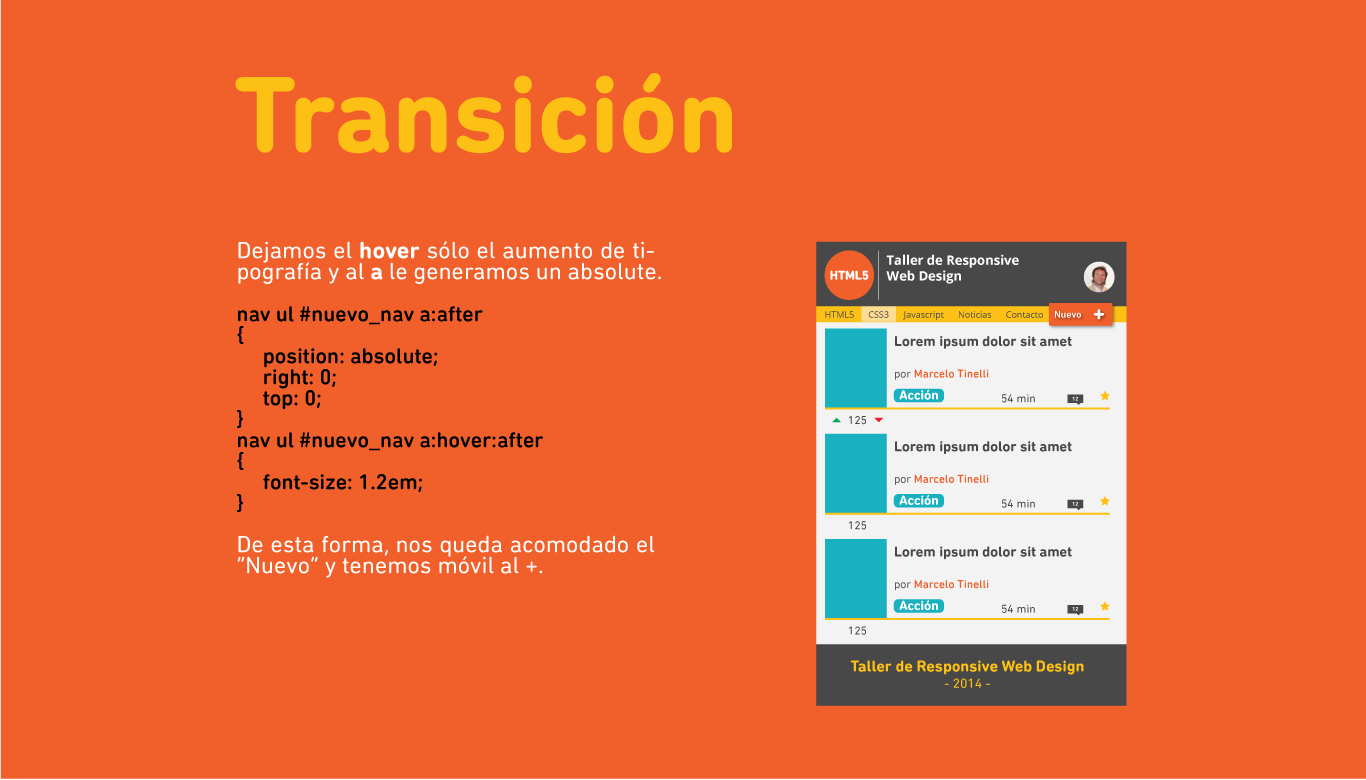 Transición
Dejamos el hover sólo el aumento de ti-
pografía y al a le generamos un absolute.
nav ul #nuevo_nav a:after
{
position: absolute;
right: 0;
top: 0;
}
nav ul #nuevo_nav a:hover:after
{
font-size: 1.2em;
}
De esta forma, nos queda acomodado el
"Nuevo" y tenemos móvil al +.
HTML5
Taller de Responsive
Web Design
HTML5 CSS3 Javascript Noticias Contacto Nuevo +
Lorem ipsum dolor sit amet
por Marcelo Tinelli
Acción 54 min 12
125
Lorem ipsum dolor sit amet
por Marcelo Tinelli
Acción 54 min 12
125
Lorem ipsum dolor sit amet
por Marcelo Tinelli
Acción 54 min 12
125
Taller de Responsive Web Design
- 2014 -